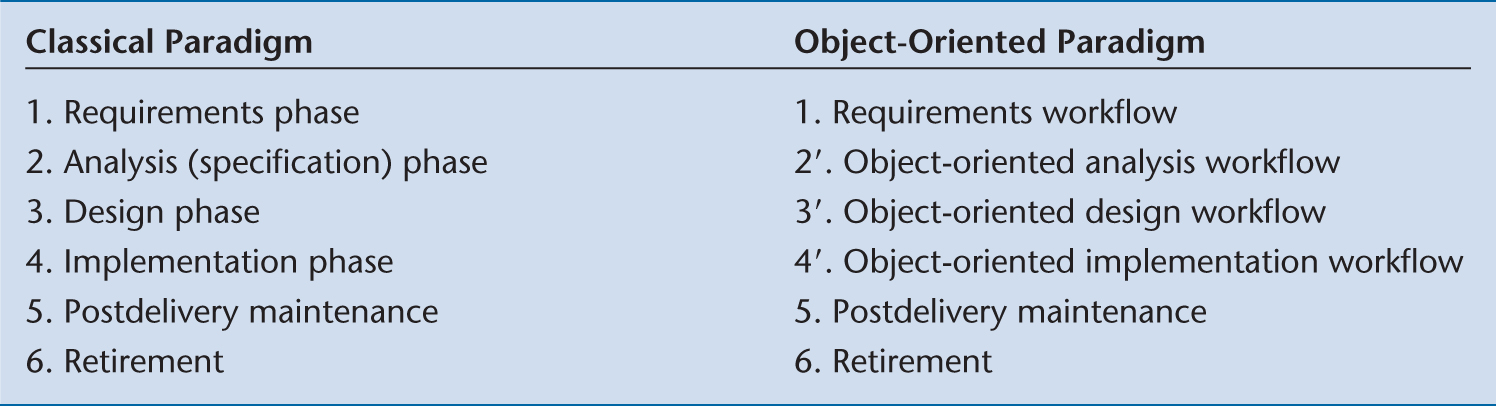 Classical Paradigm Object-Oriented Paradigm
1. Requirements phase 1. Requirements workflow
2. Analysis (specification) phase 2′. Object-oriented analysis workflow
3. Design phase 3′. Object-oriented design workflow
4. Implementation phase 4′. Object-oriented implementation workflow
5. Postdelivery maintenance 5. Postdelivery maintenance
6. Retirement 6. Retirement